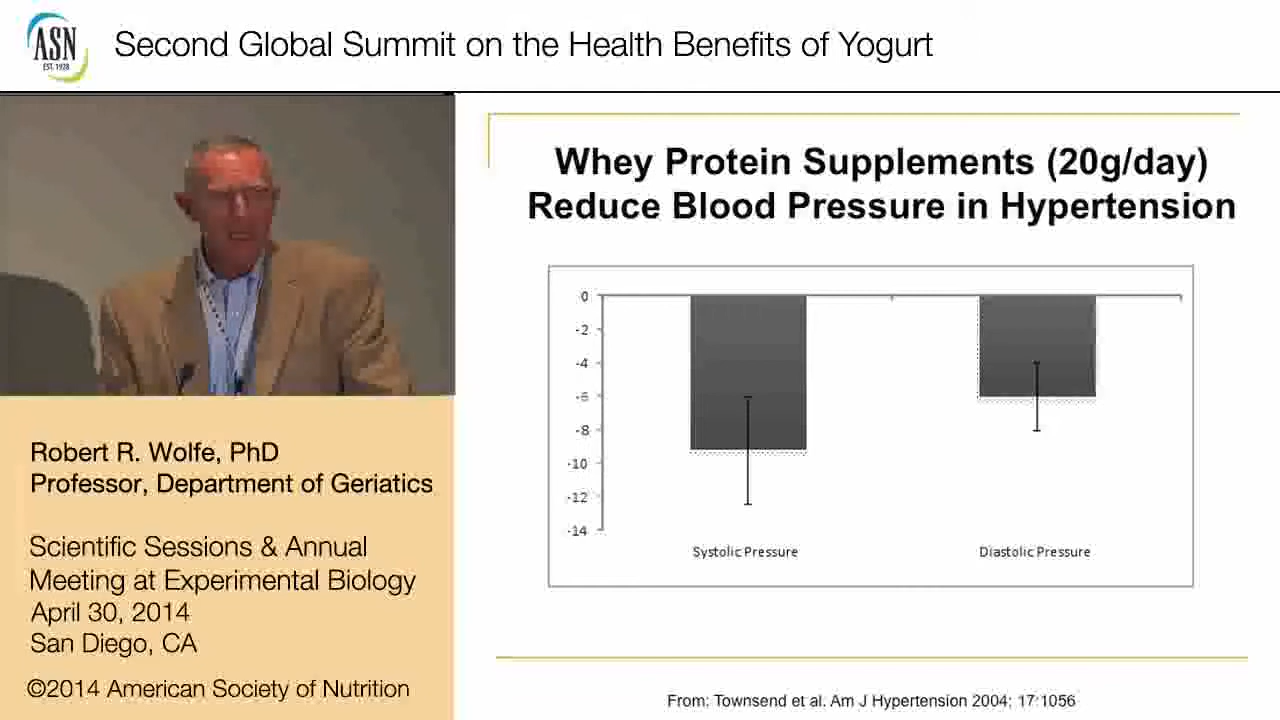 ASN
EST. 1928
Second Global Summit on the Health Benefits of Yogurt
Whey Protein Supplements (20g/day)
Reduce Blood Pressure in Hypertension
0
-2
-4
-6
-8
-10
-12
-14
Systolic Pressure
Diastolic Pressure
From: Townsend et al. Am J Hypertension 2004; 17:1056
Robert R. Wolfe, PhD
Professor, Department of Geriatics
Scientific Sessions & Annual
Meeting at Experimental Biology
April 30, 2014
San Diego, CA
©2014 American Society of Nutrition